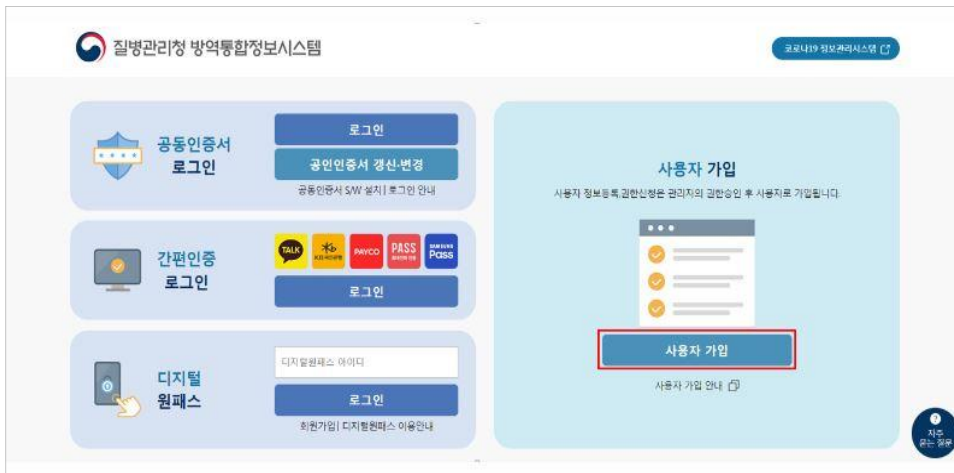 질병관리청 방역통합정보시스템
코로나19 정보관리시스템
공동인증서
로그인
로그인
공인인증서 갱신·변경
공동인증서 S/W 설치 | 로그인 안내
간편인증
로그인
TALK
KB국민은행
PAYCO
PASS
SAMSUNG
Pass
로그인
디지털
원패스
디지털원패스 아이디
로그인
회원가입 | 디지털원패스 이용안내
사용자 가입
사용자 정보등록,권한신청은 관리자의 권한승인 후 사용자로 가입됩니다.
사용자 가입
사용자 가입 안내
?
자주
묻는 질문